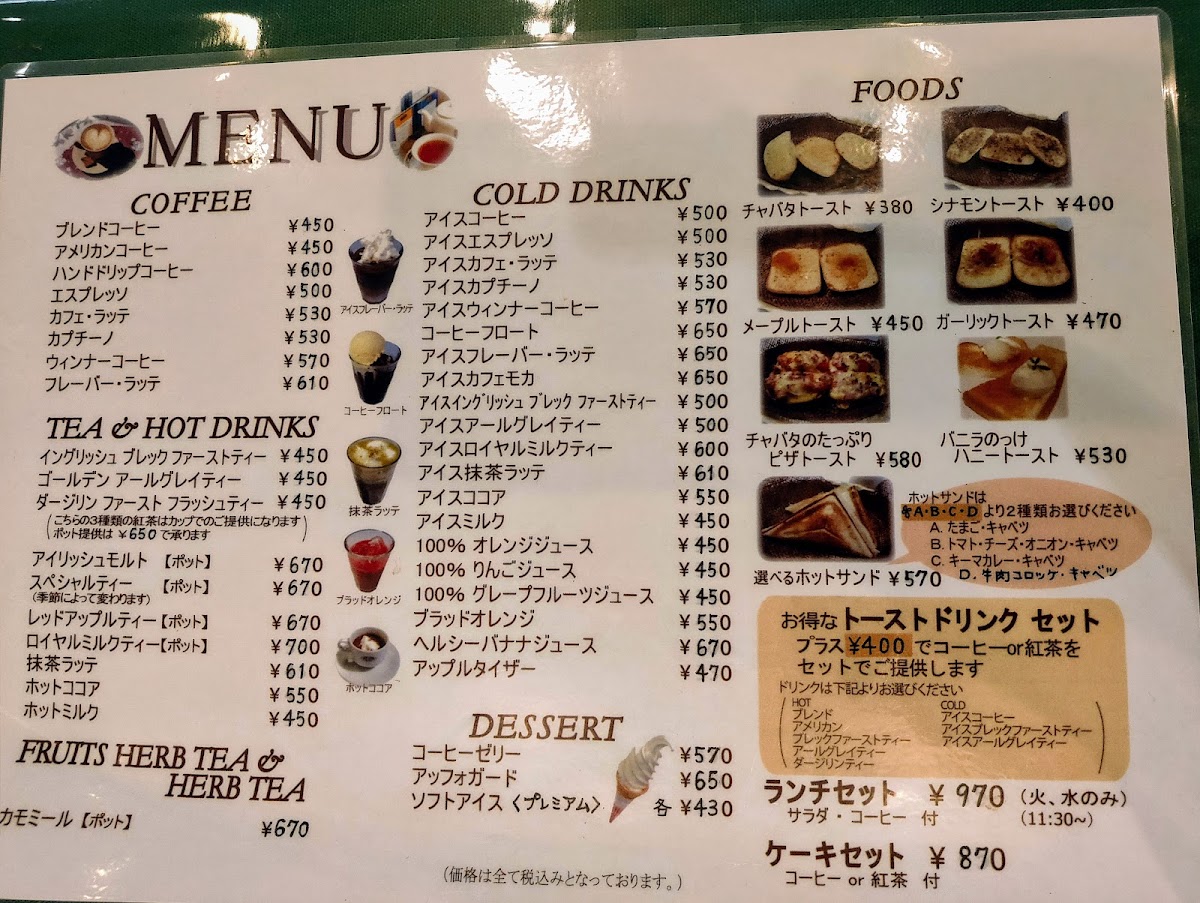 MENU
COFFEE
ブレンドコーヒー ¥450
アメリカンコーヒー ¥450
ハンドドリップコーヒー ¥600
エスプレッソ ¥500
カフェ・ラッテ ¥530
カプチーノ ¥530
ウィンナーコーヒー ¥570
フレーバー・ラッテ ¥610
TEA & HOT DRINKS
イングリッシュ ブレック ファーストティー ¥450
ゴールデン アールグレイティー ¥450
ダージリン ファースト フラッシュティー ¥450
(こちらの3種類の紅茶はカップでのご提供になります
ポット提供は ¥650 で承ります)
アイリッシュモルト 【ポット】 ¥670
スペシャルティー 【ポット】 ¥670
(季節によって変わります)
レッドアップルティー【ポット】 ¥670
ロイヤルミルクティー【ポット】 ¥700
抹茶ラッテ ¥610
ホットココア ¥550
ホットミルク ¥450
FRUITS HERB TEA &
HERB TEA
カモミール【ポット】 ¥670
アイスフレーバー・ラッテ
コーヒーフロート
抹茶ラッテ
ブラッドオレンジ
ホットココア
COLD DRINKS
アイスコーヒー ¥500
アイスエスプレッソ ¥500
アイスカフェ・ラッテ ¥530
アイスカプチーノ ¥530
アイスウィンナーコーヒー ¥570
コーヒーフロート ¥650
アイスフレーバー・ラッテ ¥650
アイスカフェモカ ¥650
アイスイングリッシュ ブレック ファーストティー ¥500
アイスアールグレイティー ¥500
アイスロイヤルミルクティー ¥600
アイス抹茶ラッテ ¥610
アイスココア ¥550
アイスミルク ¥450
100% オレンジジュース ¥450
100% りんごジュース ¥450
100% グレープフルーツジュース ¥450
ブラッドオレンジ ¥550
ヘルシーバナナジュース ¥670
アップルタイザー ¥470
DESSERT
コーヒーゼリー ¥570
アッフォガード ¥650
ソフトアイス〈プレミアム〉 各 ¥430
(価格は全て税込みとなっております。)
FOODS
チャバタトースト ¥380 シナモントースト ¥400
メープルトースト ¥450 ガーリックトースト ¥470
チャバタのたっぷり
ピザトースト ¥580
バニラのっけ
ハニートースト ¥530
選べるホットサンド ¥570
ホットサンドは
A・B・C・D より2種類お選びください
A. たまご・キャベツ
B. トマト・チーズ・オニオン・キャベツ
C. キーマカレー・キャベツ
D. 牛肉コロッケ・キャベツ
お得な トーストドリンク セット
プラス ¥400 でコーヒーor紅茶を
セットでご提供します
ドリンクは下記よりお選びください
HOT
ブレンド
アメリカン
ブレックファーストティー
アールグレイティー
ダージリンティー
COLD
アイスコーヒー
アイスブレックファーストティー
アイスアールグレイティー
ランチセット ¥970 (火、水のみ)
サラダ・コーヒー 付 (11:30~)
ケーキセット ¥870
コーヒー or 紅茶 付